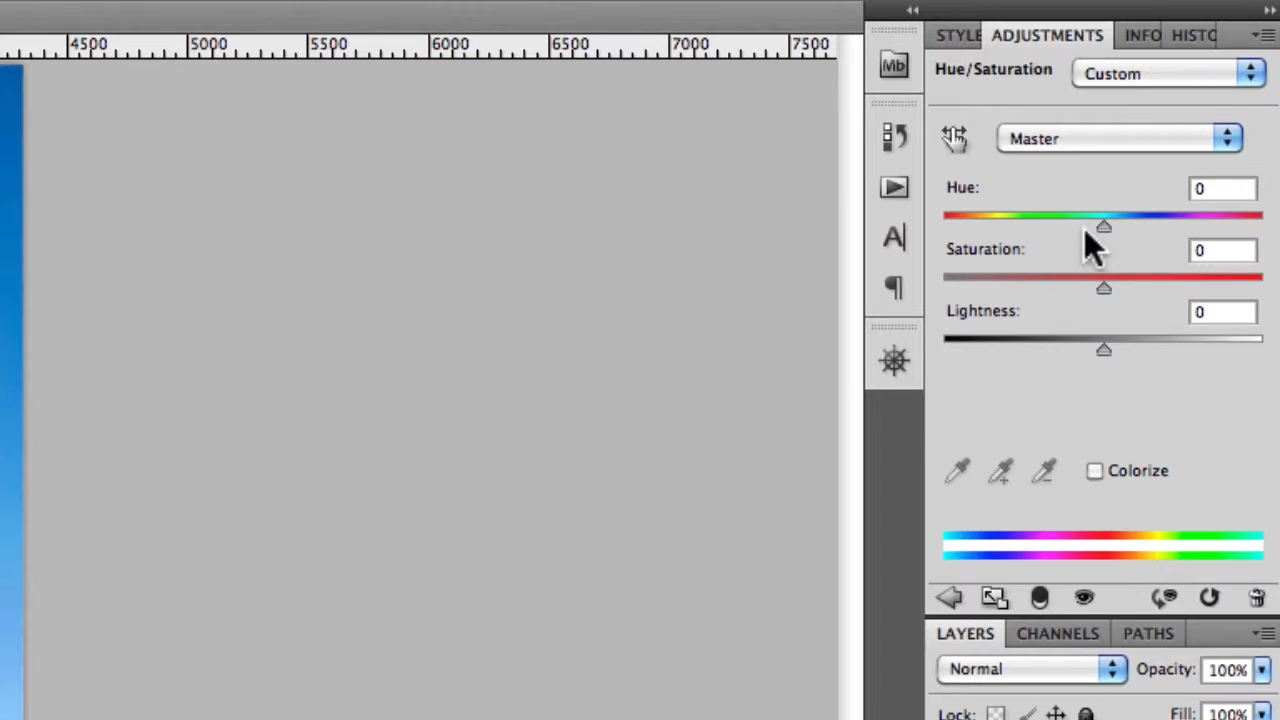 4500 5000 5500 6000 6500 7000 7500
STYLE ADJUSTMENTS INFO HISTO
Mb
Hue/Saturation Custom
Master
Hue: 0
A
¶
Saturation: 0
Lightness: 0
Colorize
LAYERS CHANNELS PATHS
Normal Opacity: 100%
Lock: Fill: 100%